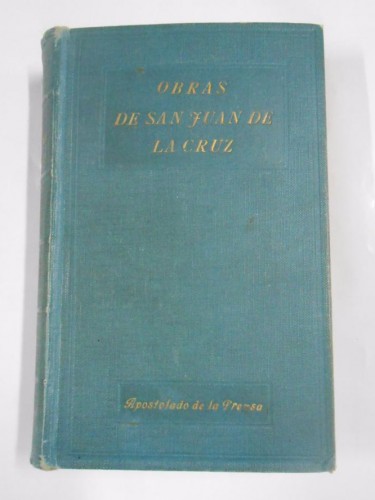 OBRAS
DE SAN JUAN DE
LA CRUZ
Apostolado de la Prensa